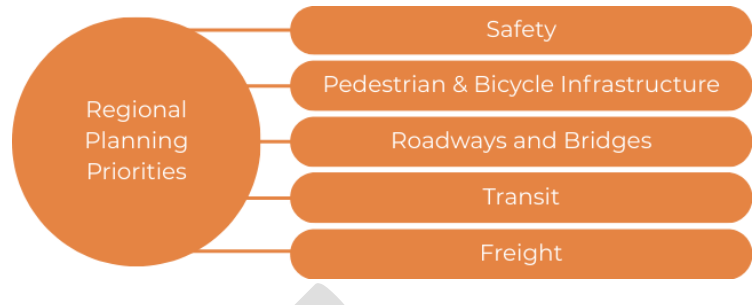 Regional
Planning
Priorities
Safety
Pedestrian & Bicycle Infrastructure
Roadways and Bridges
Transit
Freight